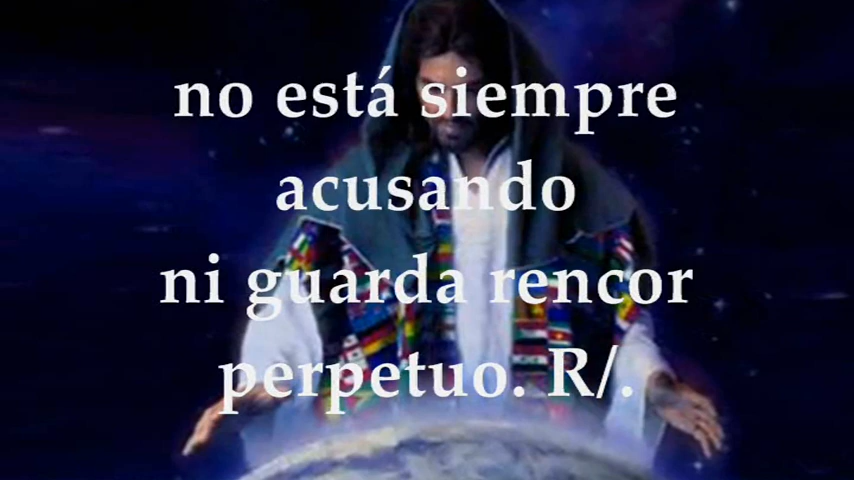 no está siempre
acusando
ni guarda rencor
perpetuo. R/.